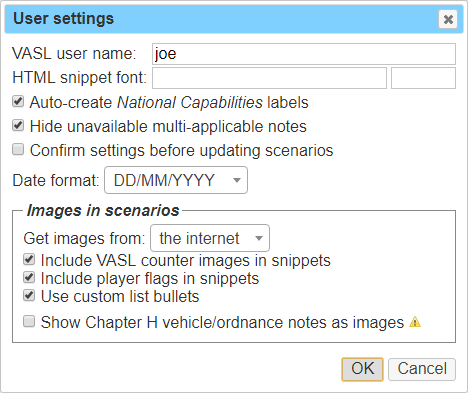 User settings
VASL user name: joe
HTML snippet font:
Auto-create National Capabilities labels
Hide unavailable multi-applicable notes
Confirm settings before updating scenarios
Date format: DD/MM/YYYY
Images in scenarios
Get images from: the internet
Include VASL counter images in snippets
Include player flags in snippets
Use custom list bullets
Show Chapter H vehicle/ordnance notes as images
OK Cancel